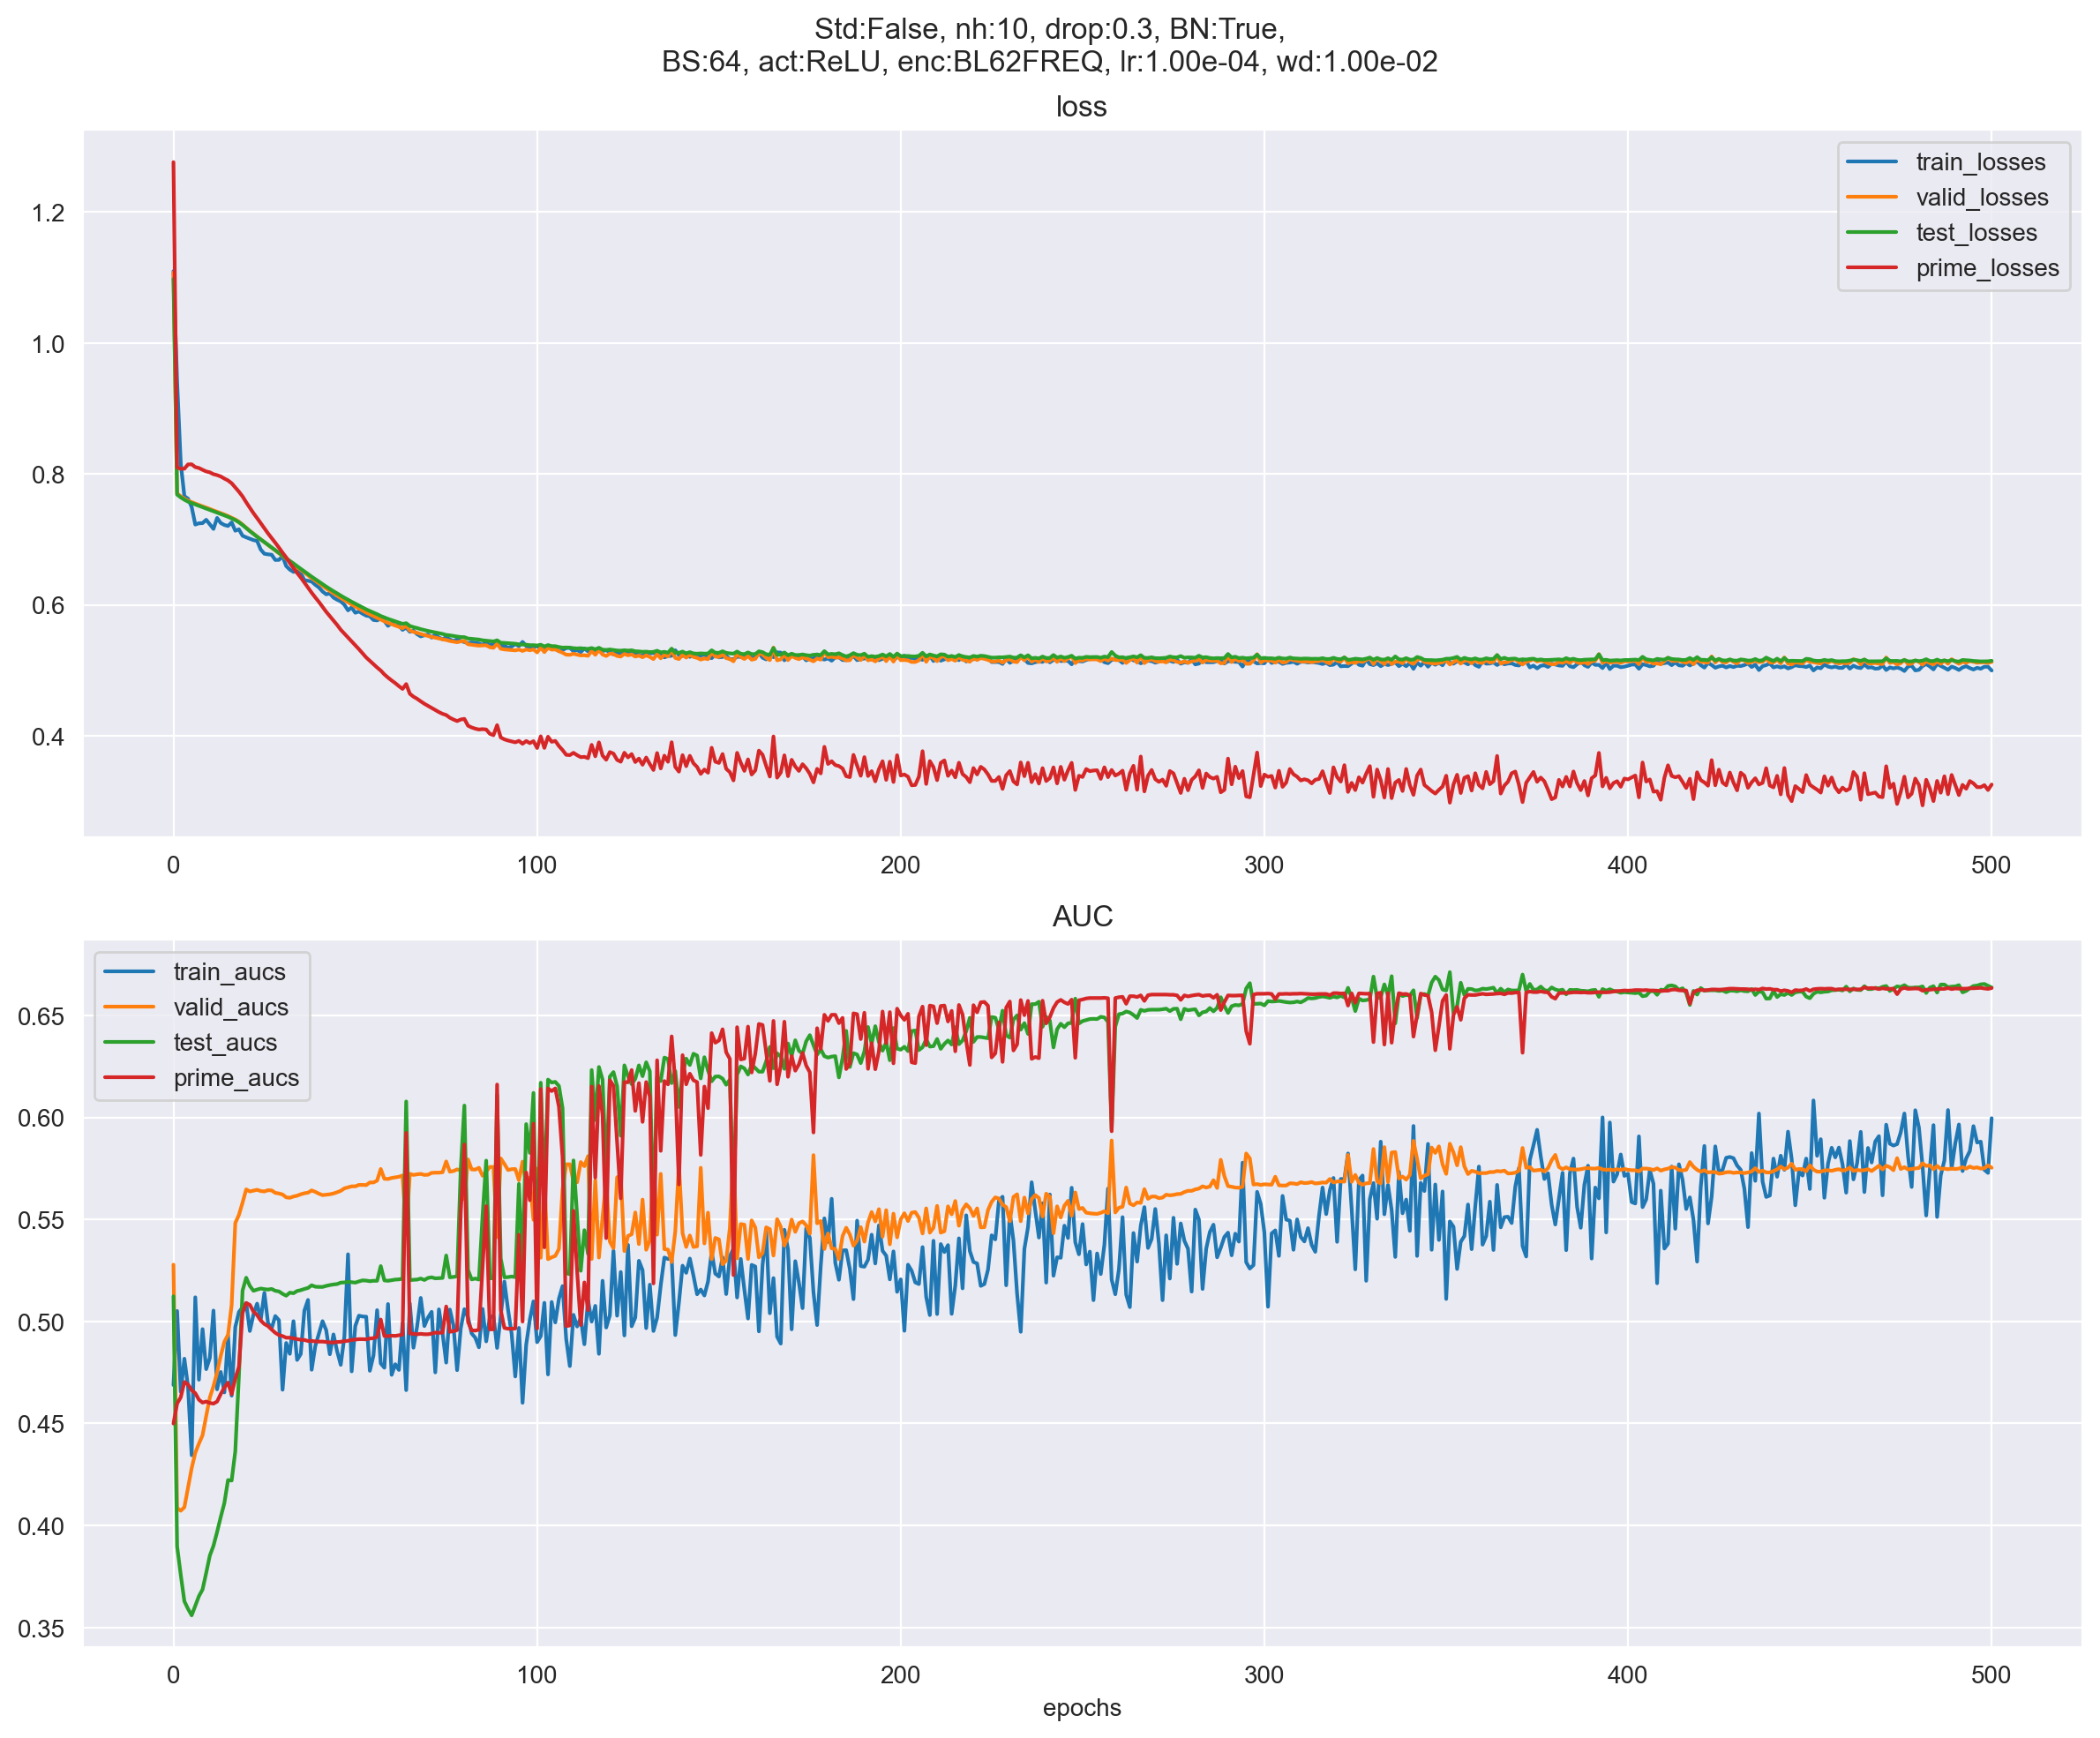 Std:False, nh:10, drop:0.3, BN:True,
BS:64, act:ReLU, enc:BL62FREQ, lr:1.00e-04, wd:1.00e-02
loss
train_losses
valid_losses
test_losses
prime_losses
1.2
1.0
0.8
0.6
0.4
0 100 200 300 400 500
AUC
train_aucs
valid_aucs
test_aucs
prime_aucs
0.65
0.60
0.55
0.50
0.45
0.40
0.35
0 100 200 300 400 500
epochs